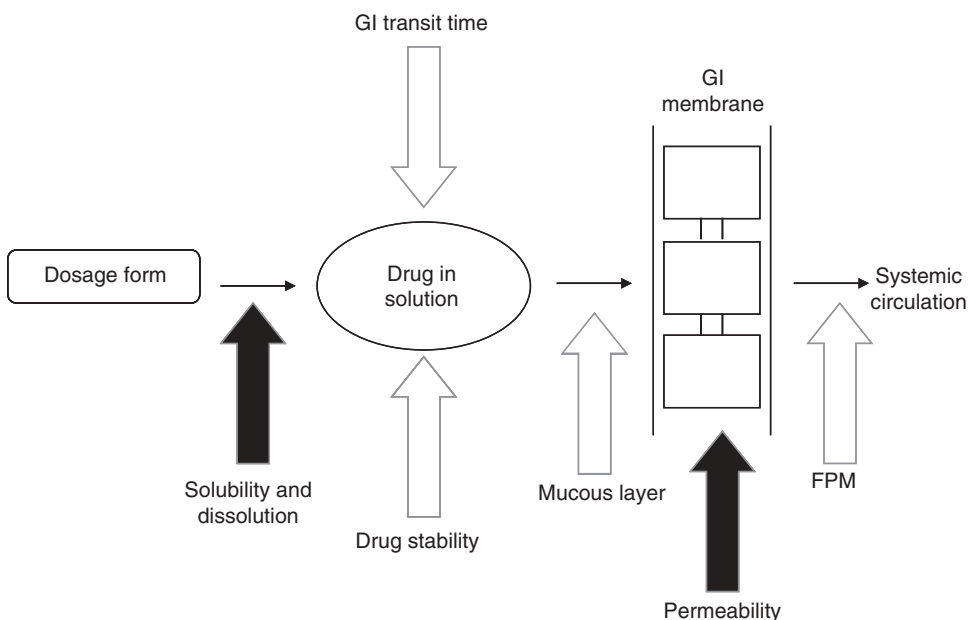 GI transit time
GI
membrane
Dosage form
Drug in
solution
Systemic
circulation
Solubility and
dissolution
Drug stability
Mucous layer
FPM
Permeability